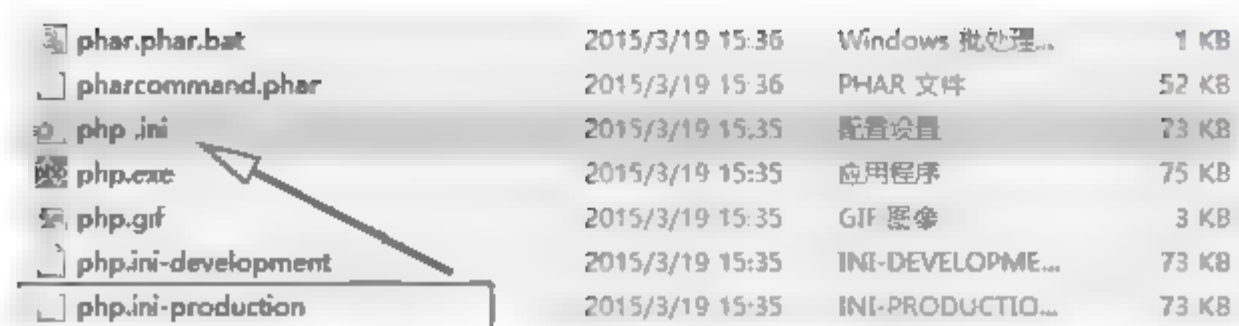 phar.phar.bat 2015/3/19 15:36 Windows 批处理... 1 KB
pharcommand.phar 2015/3/19 15:36 PHAR 文件 52 KB
php .ini 2015/3/19 15:35 配置设置 73 KB
php.exe 2015/3/19 15:35 应用程序 75 KB
php.gif 2015/3/19 15:35 GIF 图像 3 KB
php.ini-development 2015/3/19 15:35 INI-DEVELOPME... 73 KB
php.ini-production 2015/3/19 15:35 INI-PRODUCTIO... 73 KB